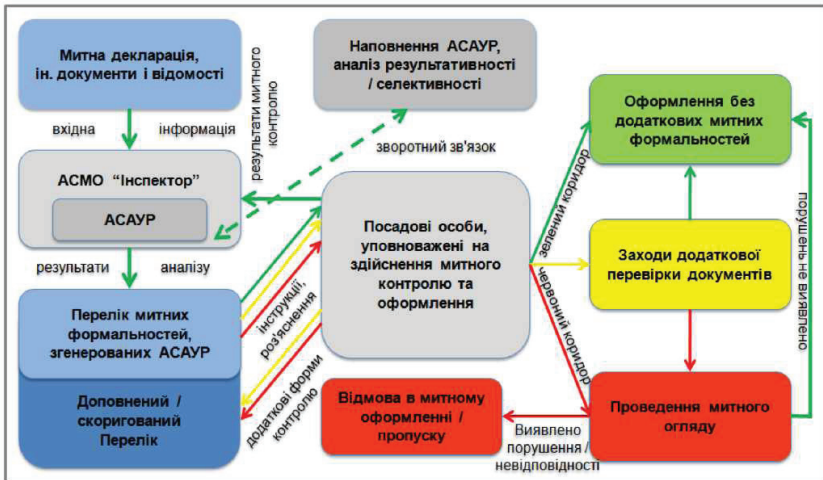 Митна декларація,
ін. документи і відомості
вхідна інформація
АСМО “Інспектор”
АСАУР
результати аналізу
Перелік митних
формальностей,
згенерованих АСАУР
Доповнений /
скоригований
Перелік
результати митного
контролю
Наповнення АСАУР,
аналіз результативності
/ селективності
зворотний зв'язок
Посадові особи,
уповноважені на
здійснення митного
контролю та
оформлення
інструкції,
роз'яснення
додаткові форми
контролю
зелений коридор
червоний коридор
Оформлення без
додаткових митних
формальностей
Заходи додаткової
перевірки документів
Проведення митного
огляду
порушень не виявлено
Виявлено
порушення /
невідповідності
Відмова в митному
оформленні /
пропуску